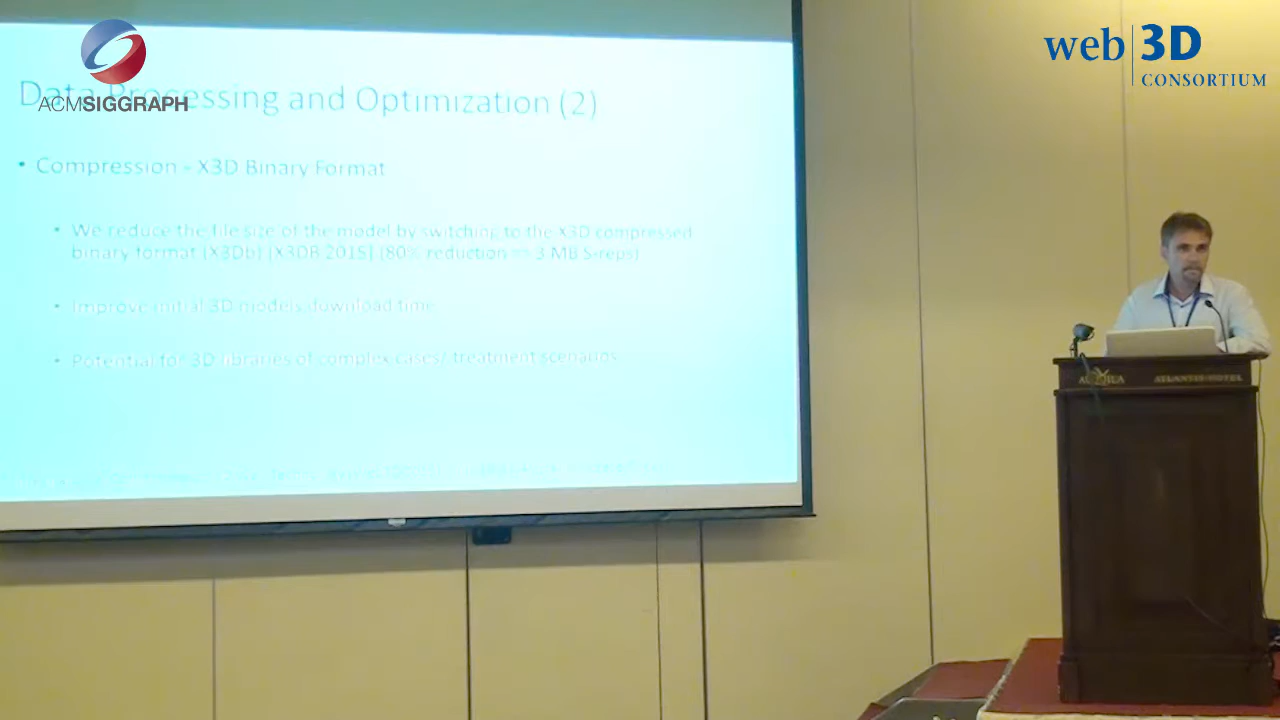 ACMSIGGRAPH
web 3D
CONSORTIUM
Data Processing and Optimization (2)
• Compression - X3D Binary Format
• We reduce the file size of the model by switching to the X3D compressed
binary format (X3Db) [X3DB 2015] (80% reduction 3 MB S-reps)
• Improve initial 3D models download time
• Potential for 3D libraries of complex cases/ treatment scenarios
ATLANTIS HOTEL